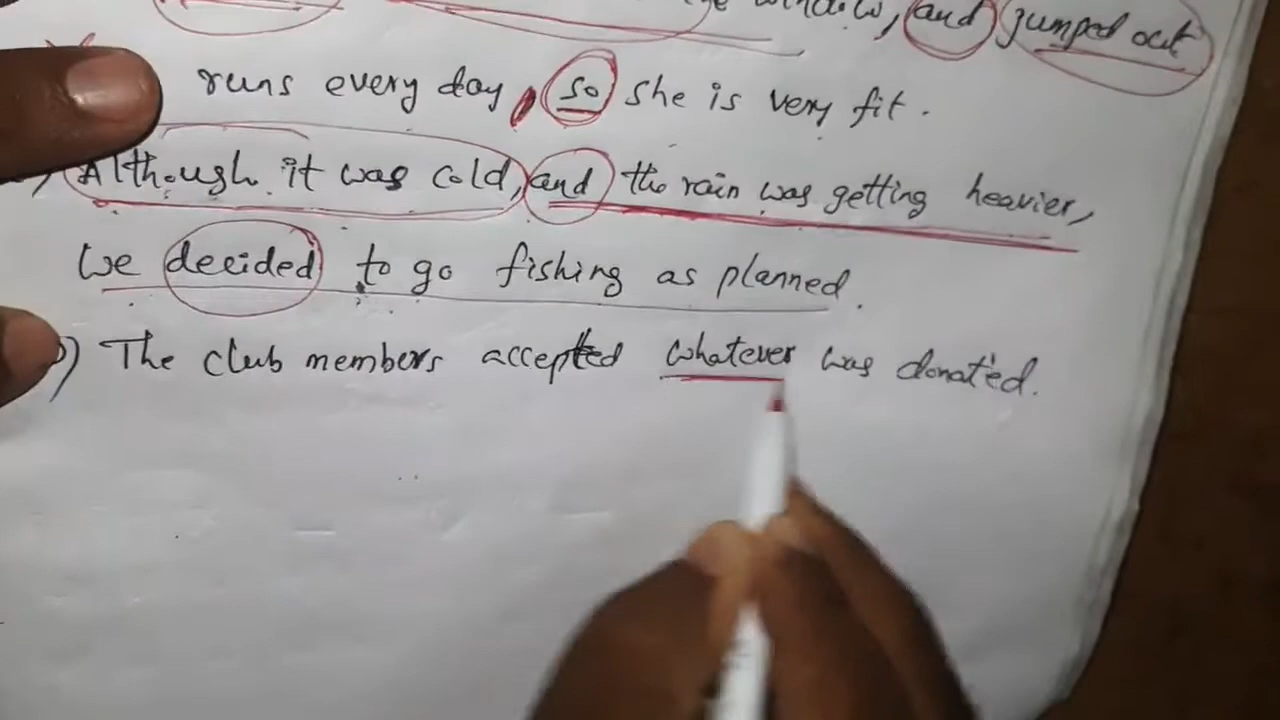 window, and jumped out
runs every day, so she is very fit.
) Although it was cold, and the rain was getting heavier,
we decided to go fishing as planned.
) The club members accepted whatever was donated.